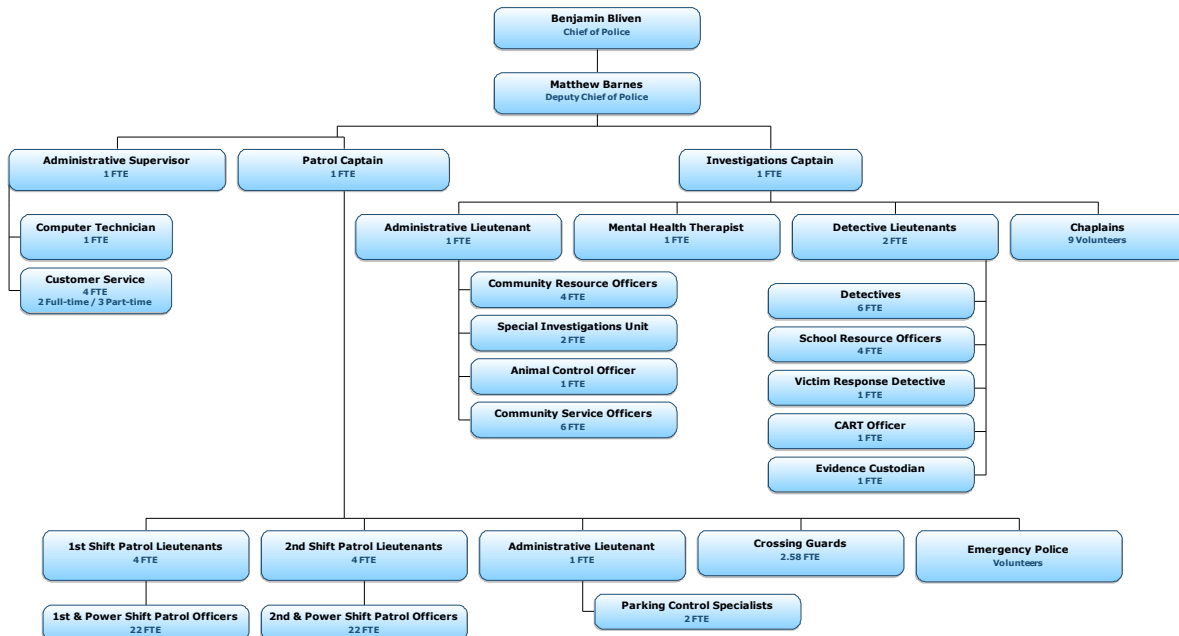 Benjamin Bliven
Chief of Police
Matthew Barnes
Deputy Chief of Police
Administrative Supervisor
1 FTE
Patrol Captain
1 FTE
Investigations Captain
1 FTE
Computer Technician
1 FTE
Customer Service
4 FTE
2 Full-time / 3 Part-time
Administrative Lieutenant
1 FTE
Mental Health Therapist
1 FTE
Detective Lieutenants
2 FTE
Chaplains
9 Volunteers
Community Resource Officers
4 FTE
Special Investigations Unit
2 FTE
Animal Control Officer
1 FTE
Community Service Officers
6 FTE
Detectives
6 FTE
School Resource Officers
4 FTE
Victim Response Detective
1 FTE
CART Officer
1 FTE
Evidence Custodian
1 FTE
1st Shift Patrol Lieutenants
4 FTE
2nd Shift Patrol Lieutenants
4 FTE
Administrative Lieutenant
1 FTE
Crossing Guards
2.58 FTE
Emergency Police
Volunteers
1st & Power Shift Patrol Officers
22 FTE
2nd & Power Shift Patrol Officers
22 FTE
Parking Control Specialists
2 FTE